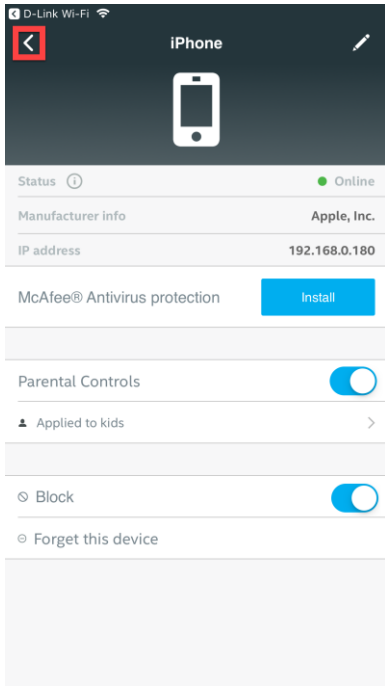 D-Link Wi-Fi
iPhone
Status
Online
Manufacturer info
Apple, Inc.
IP address
192.168.0.180
McAfee® Antivirus protection
Install
Parental Controls
Applied to kids
Block
Forget this device